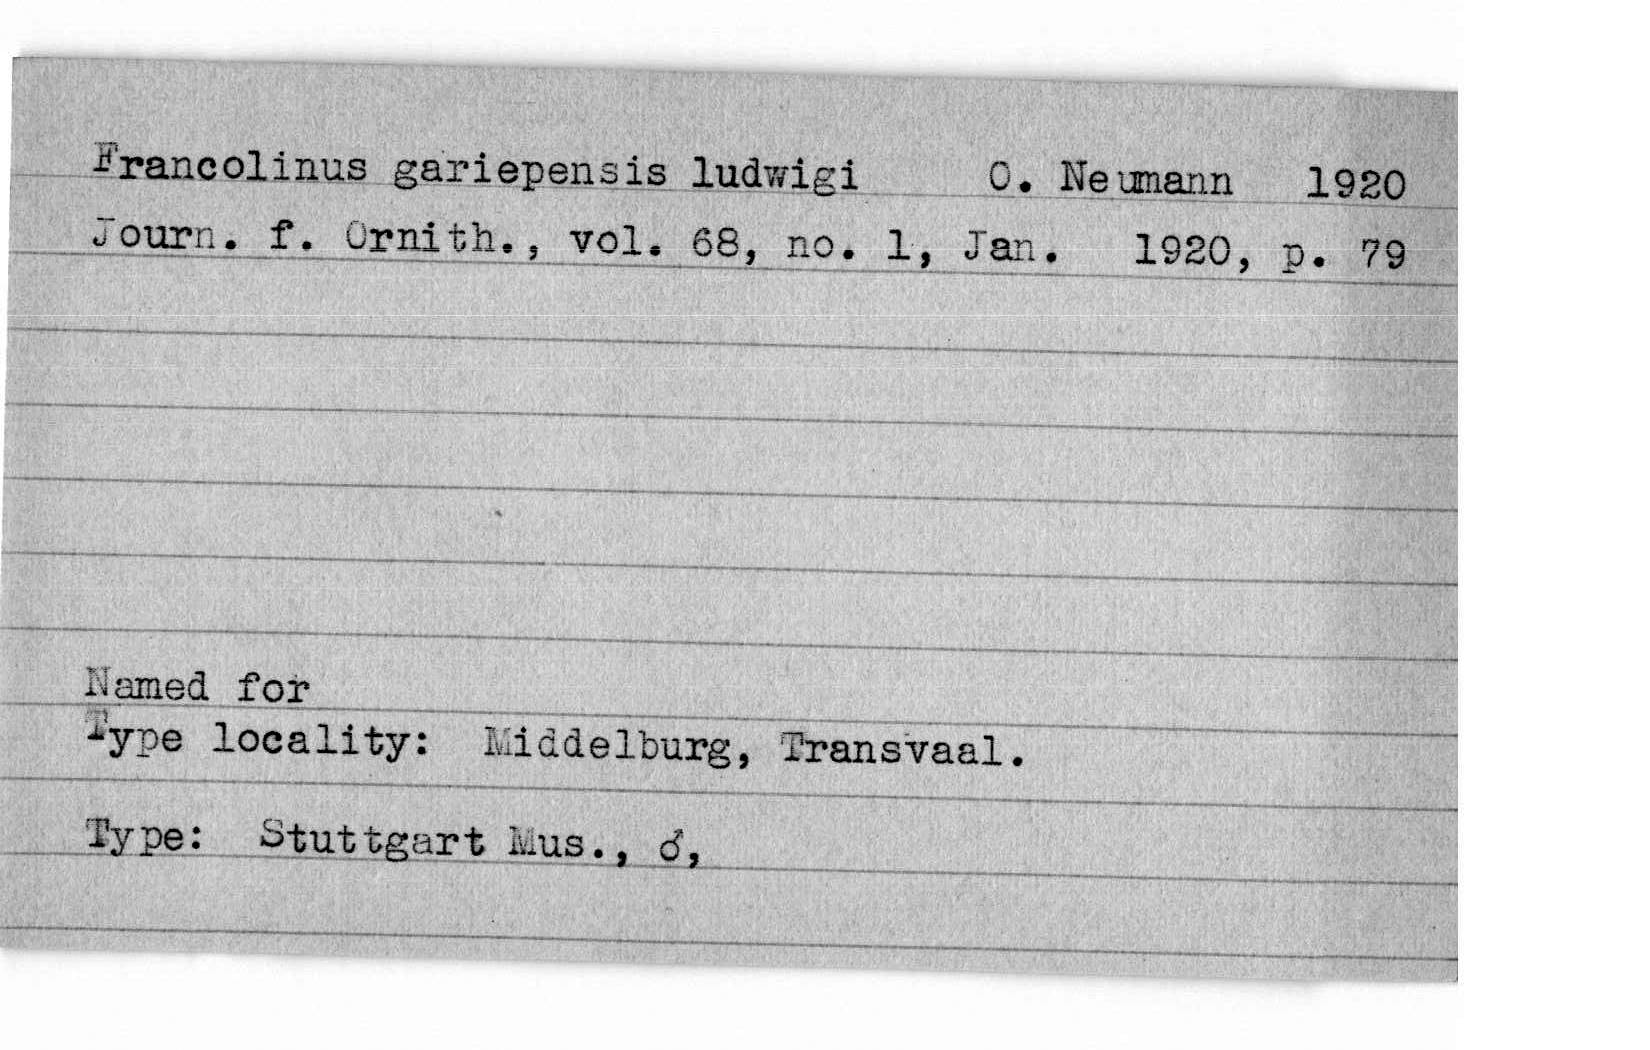 Francolinus gariepensis ludwigi O. Neumann 1920
Journ. f. Ornith., vol. 68, no. 1, Jan. 1920, p. 79
Named for
Type locality: Middelburg, Transvaal.
Type: Stuttgart Mus., ♂,